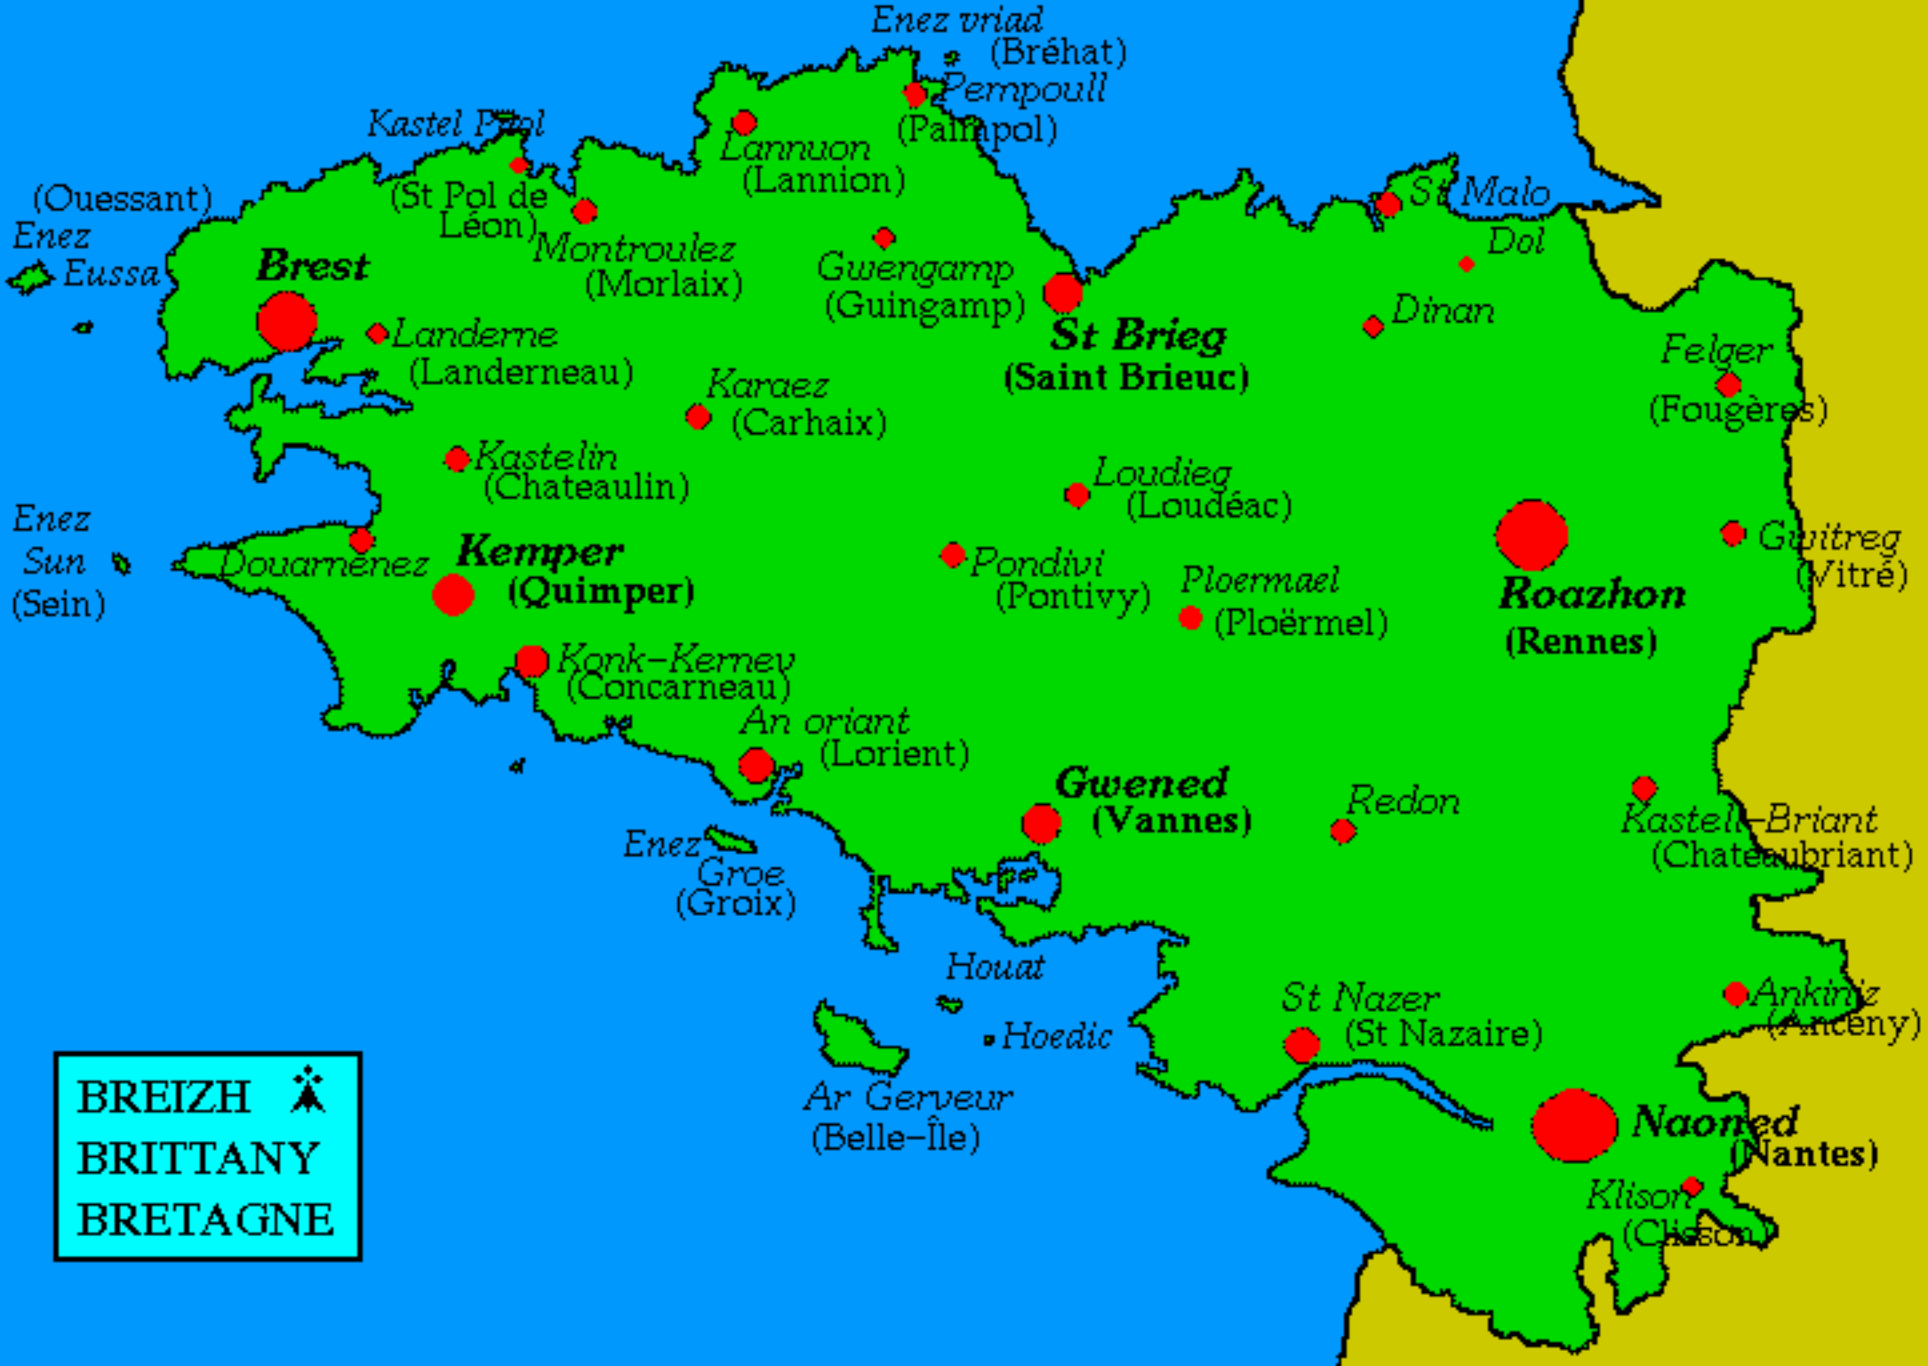 Enez vriad
(Bréhat)
Pempoull
(Paimpol)
Kastel Paol
(St Pol de
Léon)
Lannuon
(Lannion)
(Ouessant)
Enez
Eussa
Brest
Montroulez
(Morlaix)
Gwengamp
(Guingamp)
St Malo
Dol
Dinan
Landerne
(Landerneau)
St Brieg
(Saint Brieuc)
Felger
(Fougères)
Karaez
(Carhaix)
Kastelin
(Chateaulin)
Loudieg
(Loudéac)
Enez
Sun
(Sein)
Douarnenez
Kemper
(Quimper)
Pondivi
(Pontivy)
Ploermael
(Ploërmel)
Roazhon
(Rennes)
Gwitreg
(Vitré)
Konk-Kernev
(Concarneau)
An oriant
(Lorient)
Gwened
(Vannes)
Redon
Kastell-Briant
(Chateaubriant)
Enez
Groe
(Groix)
Houat
Hoedic
Ar Gerveur
(Belle-Île)
St Nazer
(St Nazaire)
Ankiniz
(Anceny)
Naoned
(Nantes)
Klison
(Clisson)
BREIZH
BRITTANY
BRETAGNE